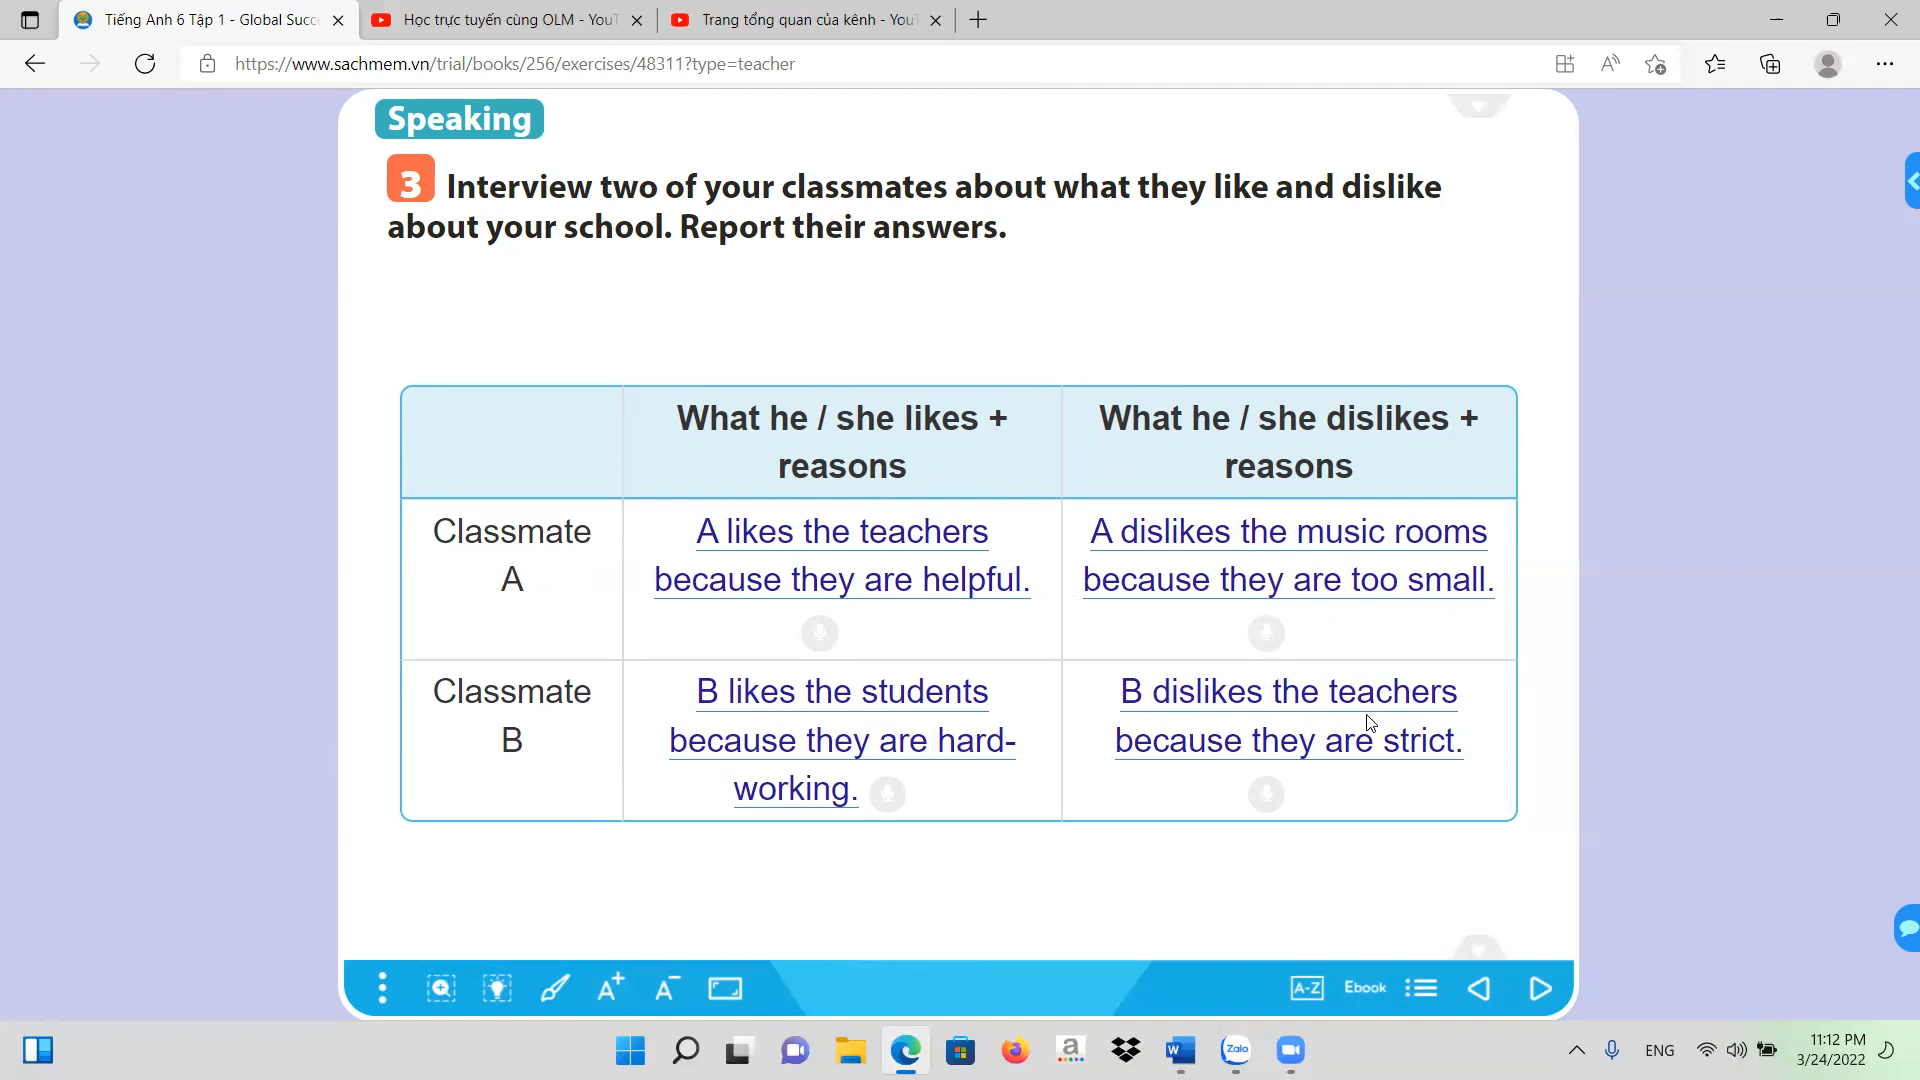 Tiếng Anh 6 Tập 1 - Global Succ
Học trực tuyến cùng OLM - YouT
Trang tổng quan của kênh - You
https://www.sachmem.vn/trial/books/256/exercises/48311?type=teacher
Speaking
3 Interview two of your classmates about what they like and dislike
about your school. Report their answers.
What he / she likes +
reasons
What he / she dislikes +
reasons
Classmate
A
A likes the teachers
because they are helpful.
A dislikes the music rooms
because they are too small.
Classmate
B
B likes the students
because they are hard-
working.
B dislikes the teachers
because they are strict.
A+
A-
A-Z
Ebook
a
W
Zalo
ENG
11:12 PM
3/24/2022